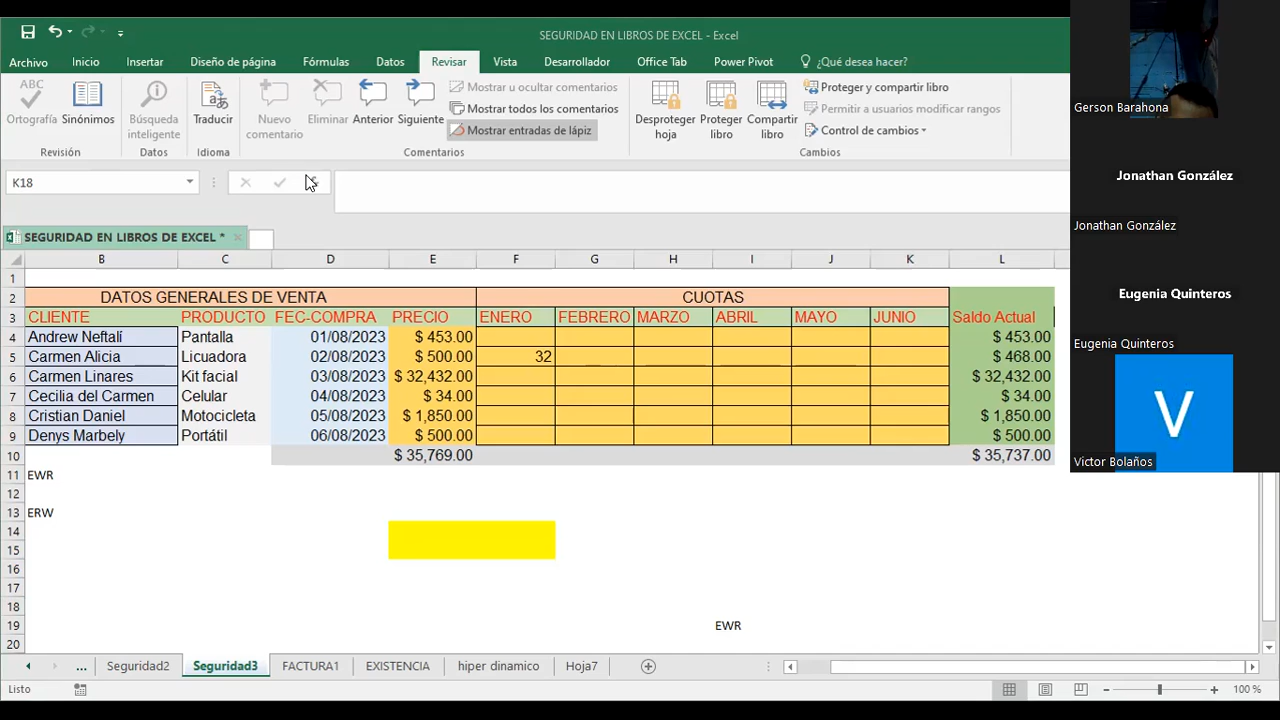 SEGURIDAD EN LIBROS DE EXCEL - Excel
Archivo Inicio Insertar Diseño de página Fórmulas Datos Revisar Vista Desarrollador Office Tab Power Pivot ¿Qué desea hacer?
ABC
Ortografía
Sinónimos
Búsqueda inteligente
Traducir
Nuevo comentario
Eliminar
Anterior
Siguiente
Mostrar u ocultar comentarios
Mostrar todos los comentarios
Mostrar entradas de lápiz
Desproteger hoja
Proteger libro
Compartir libro
Proteger y compartir libro
Permitir a usuarios modificar rangos
Control de cambios
Revisión Datos Idioma Comentarios Cambios
K18
SEGURIDAD EN LIBROS DE EXCEL *
B C D E F G H I J K L
1
2 DATOS GENERALES DE VENTA CUOTAS
3 CLIENTE PRODUCTO FEC-COMPRA PRECIO ENERO FEBRERO MARZO ABRIL MAYO JUNIO Saldo Actual
4 Andrew Neftalí Pantalla 01/08/2023 $ 453.00 $ 453.00
5 Carmen Alicia Licuadora 02/08/2023 $ 500.00 32 $ 468.00
6 Carmen Linares Kit facial 03/08/2023 $ 32,432.00 $ 32,432.00
7 Cecilia del Carmen Celular 04/08/2023 $ 34.00 $ 34.00
8 Cristian Daniel Motocicleta 05/08/2023 $ 1,850.00 $ 1,850.00
9 Denys Marbely Portátil 06/08/2023 $ 500.00 $ 500.00
10 $ 35,769.00 $ 35,737.00
11 EWR
12
13 ERW
14
15
16
17
18
19 EWR
20
... Seguridad2 Seguridad3 FACTURA1 EXISTENCIA hiper dinamico Hoja7
Listo 100 %
Gerson Barahona
Jonathan González
Jonathan González
Eugenia Quinteros
Eugenia Quinteros
V
Victor Bolaños